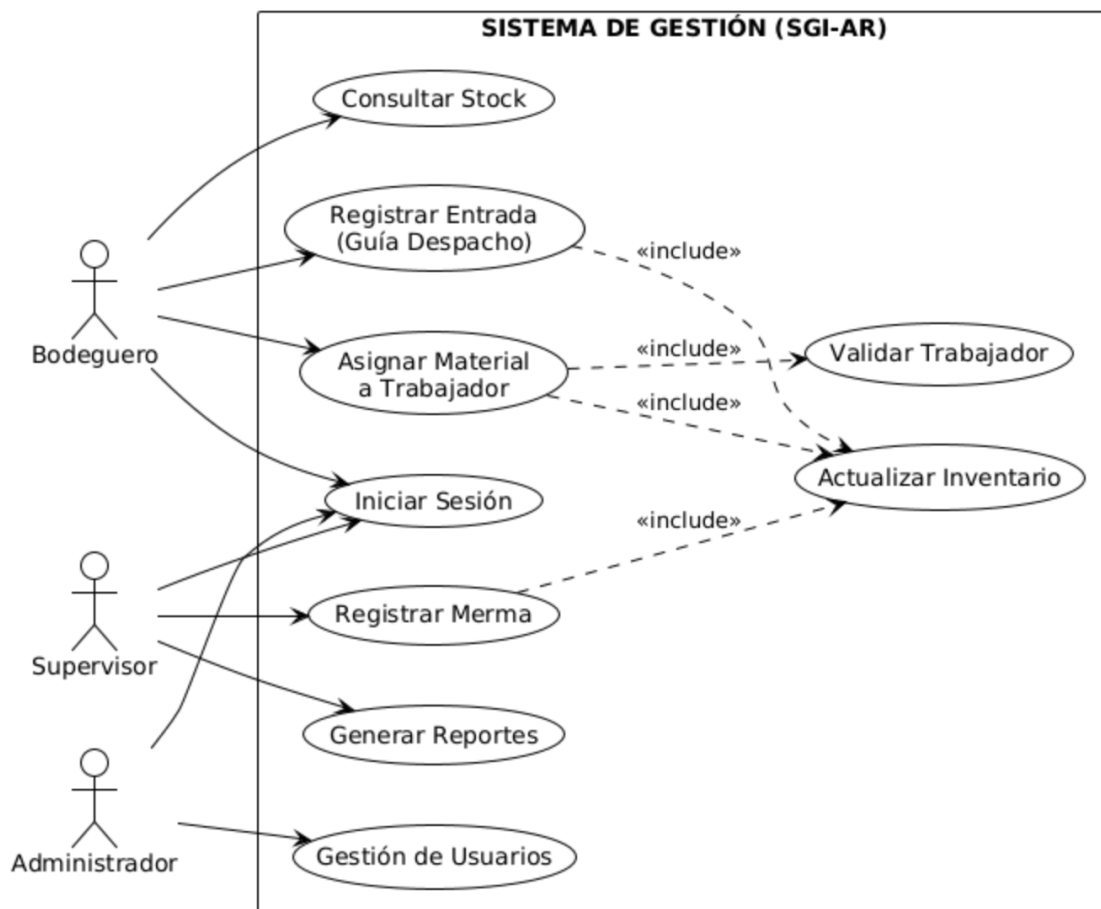 SISTEMA DE GESTIÓN (SGI-AR)
Consultar Stock
Registrar Entrada
(Guía Despacho)
«include»
Bodeguero
Asignar Material
a Trabajador
«include»
Validar Trabajador
«include»
Actualizar Inventario
Iniciar Sesión
«include»
Registrar Merma
Supervisor
Generar Reportes
Administrador
Gestión de Usuarios